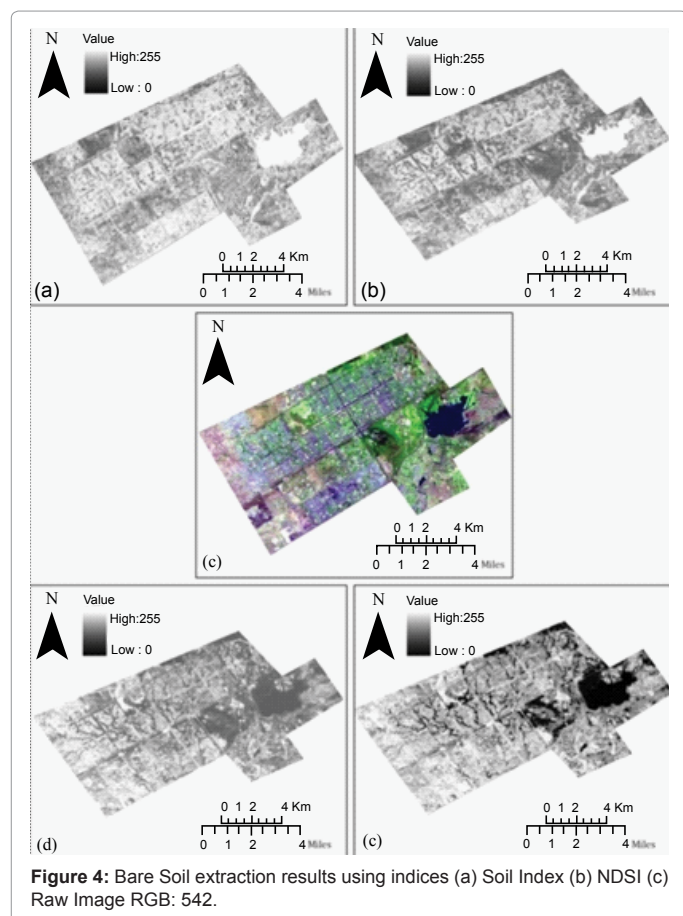 N
Value
High:255
Low : 0
0 1 2 4 Km
0 1 2 4 Miles
(a)
N
Value
High:255
Low : 0
0 1 2 4 Km
0 1 2 4 Miles
(b)
N
0 1 2 4 Km
0 2 4 Miles
(c)
N
Value
High:255
Low : 0
0 1 2 4 Km
0 1 2 4 Miles
(d)
N
Value
High:255
Low : 0
0 1 2 4 Km
0 1 2 4 Miles
(c)
Figure 4: Bare Soil extraction results using indices (a) Soil Index (b) NDSI (c)
Raw Image RGB: 542.